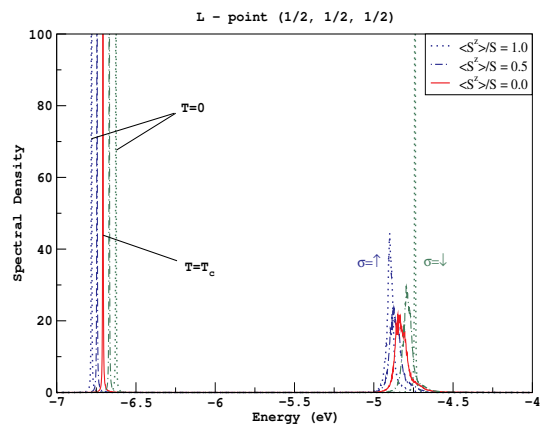 L - point (1/2, 1/2, 1/2)
100
80
60
40
20
0
Spectral Density
<S^z>/S = 1.0
<S^z>/S = 0.5
<S^z>/S = 0.0
T=0
T=T_c
σ=↑
σ=↓
-7 -6.5 -6 -5.5 -5 -4.5 -4
Energy (eV)